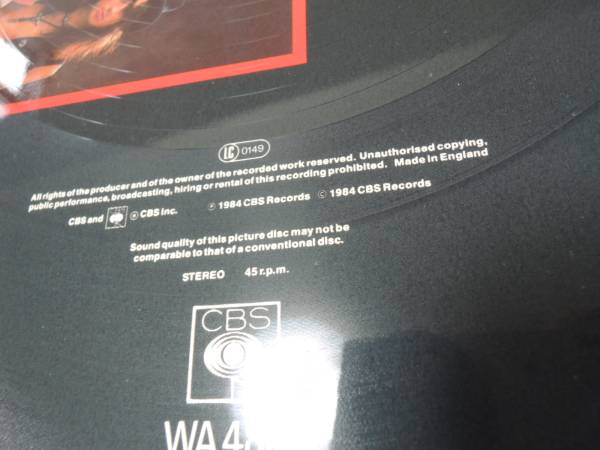 LC 0149
All rights of the producer and of the owner of the recorded work reserved. Unauthorised copying,
public performance, broadcasting, hiring or rental of this recording prohibited. Made in England
CBS and ® CBS Inc. ℗ 1984 CBS Records © 1984 CBS Records
Sound quality of this picture disc may not be
comparable to that of a conventional disc.
STEREO 45 r.p.m.
CBS